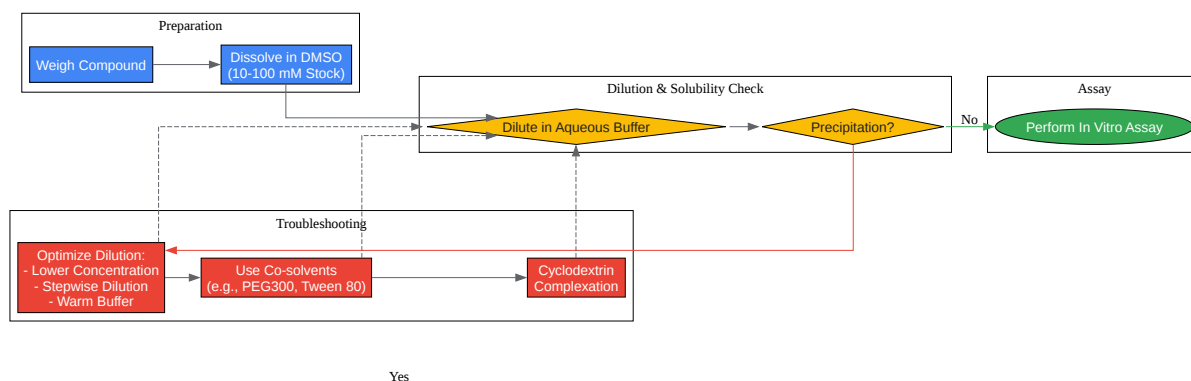 Preparation
Weigh Compound
Dissolve in DMSO
(10-100 mM Stock)
Dilution & Solubility Check
Dilute in Aqueous Buffer
Precipitation?
No
Assay
Perform In Vitro Assay
Troubleshooting
Optimize Dilution:
- Lower Concentration
- Stepwise Dilution
- Warm Buffer
Use Co-solvents
(e.g., PEG300, Tween 80)
Cyclodextrin
Complexation
Yes